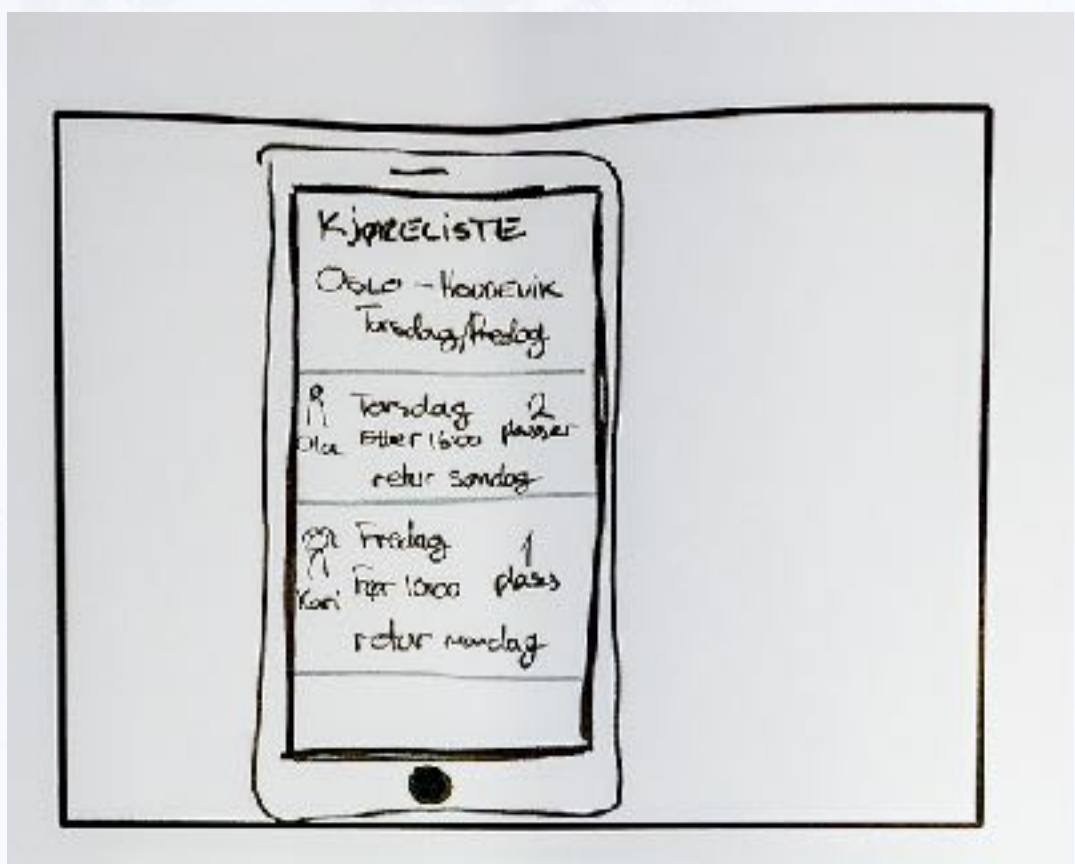 KJØRELISTE
OSLO - HODDEVIK
Torsdag/Fredag
Torsdag 2
Ola Etter 16:00 plasser
retur Søndag
Fredag 1
Kari Før 10:00 plass
retur mandag